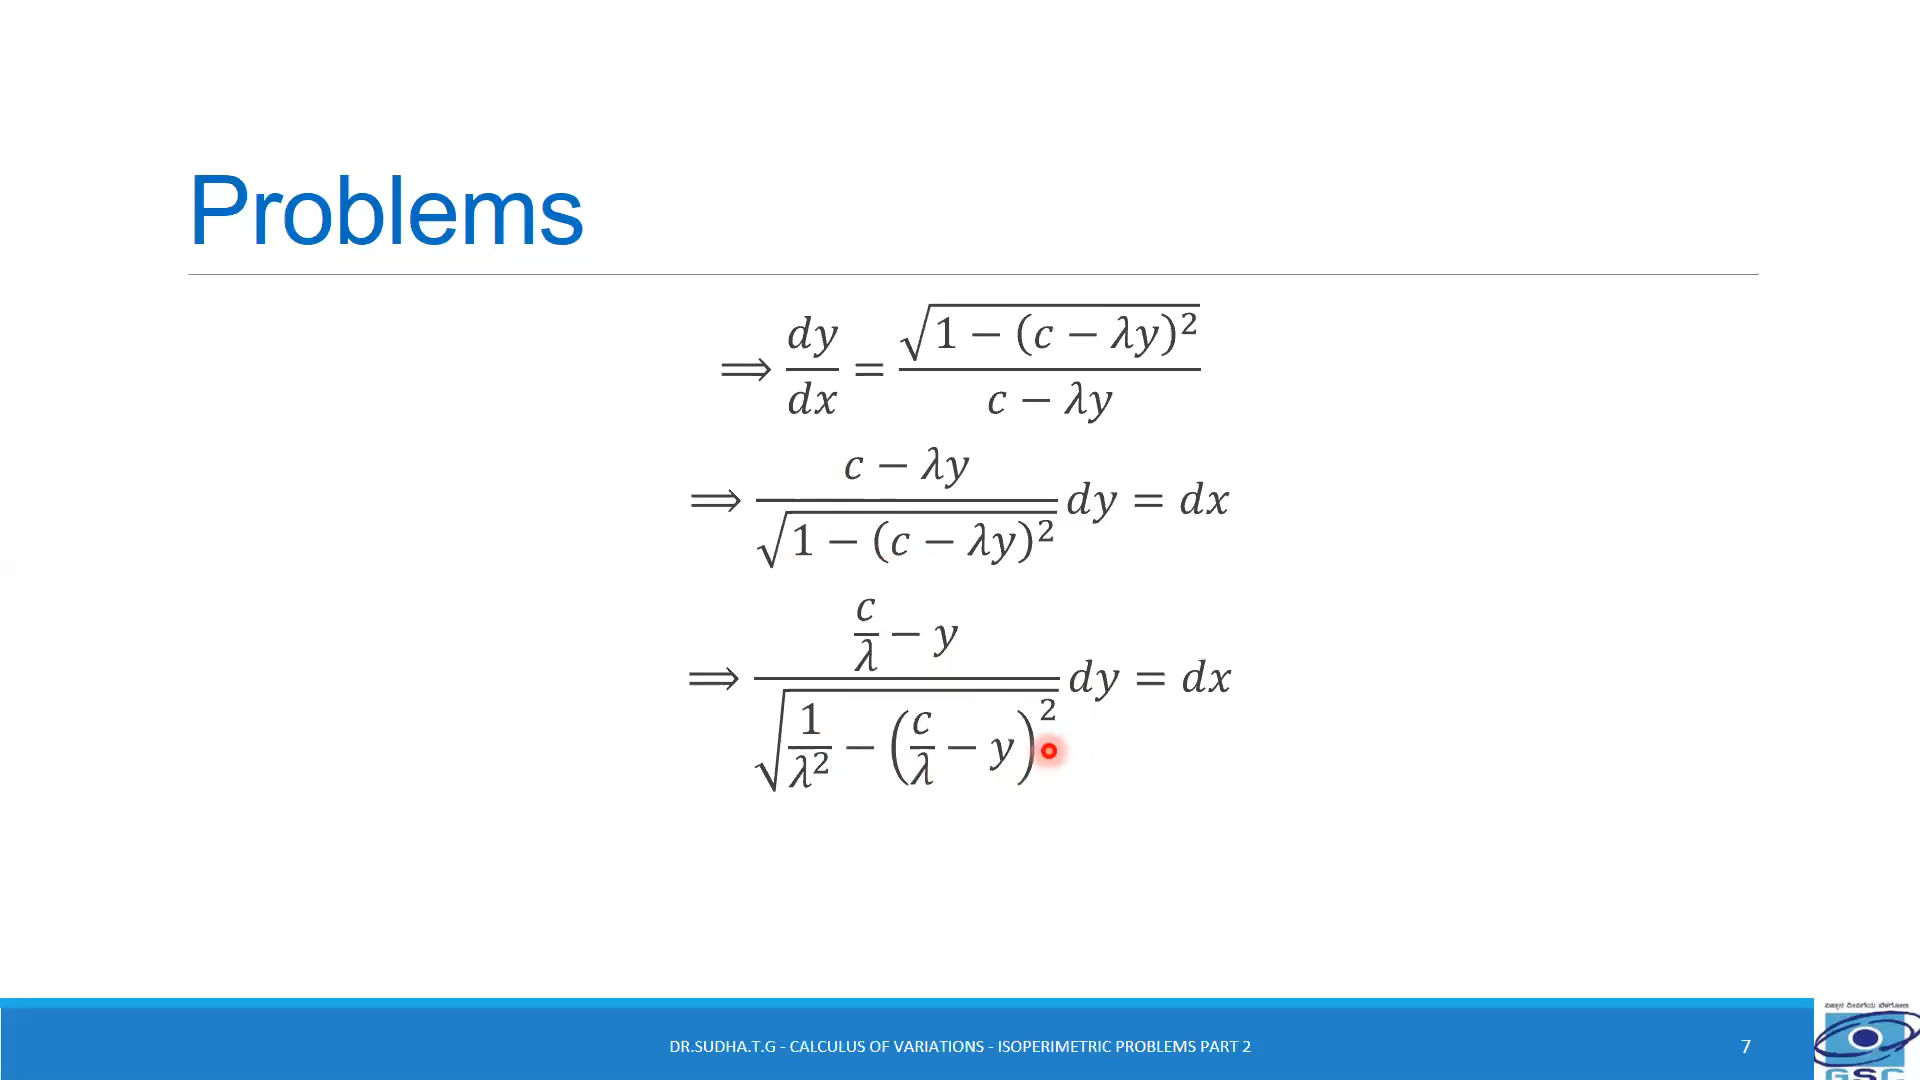 Problems
⟹ dy/dx = √(1 − (c − λy)²) / (c − λy)
⟹ (c − λy) / √(1 − (c − λy)²) dy = dx
⟹ (c/λ − y) / √(1/λ² − (c/λ − y)²) dy = dx
DR.SUDHA.T.G - CALCULUS OF VARIATIONS - ISOPERIMETRIC PROBLEMS PART 2
7
GSC